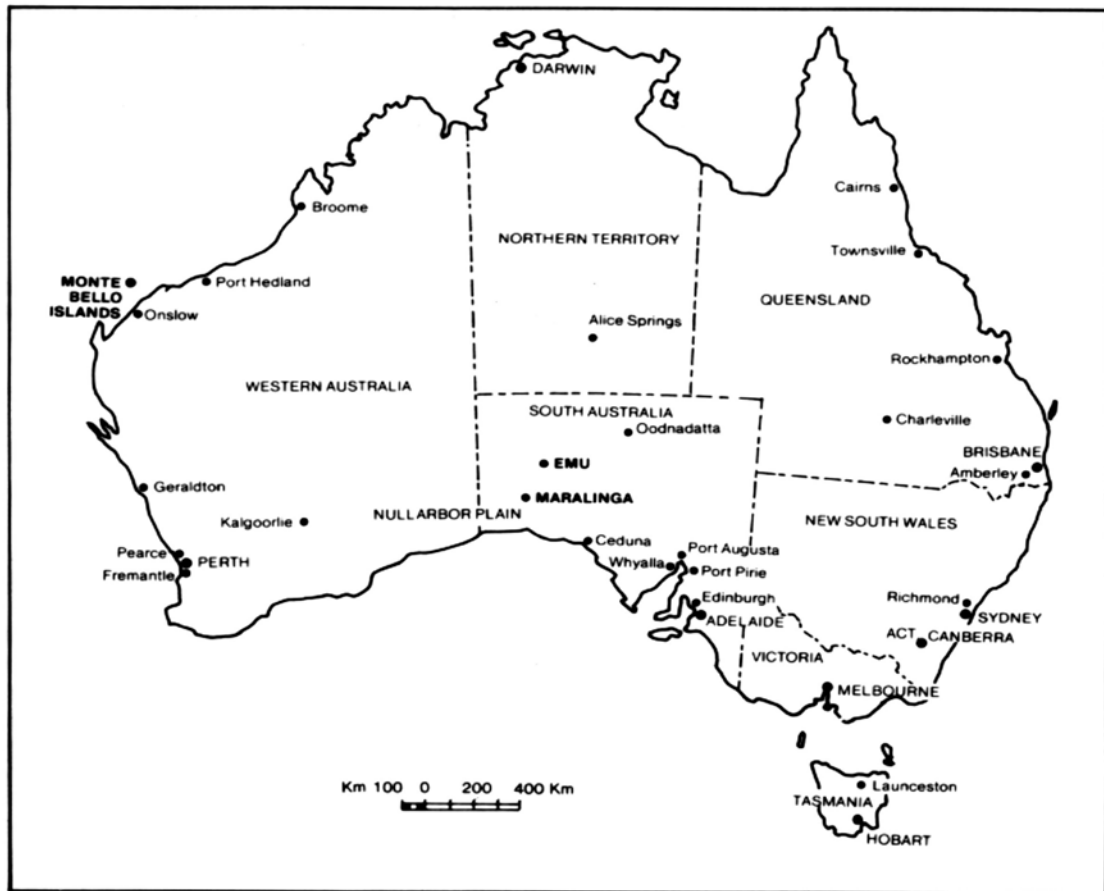 DARWIN
Cairns
Broome
NORTHERN TERRITORY
Townsville
MONTE
BELLO
ISLANDS
Port Hedland
QUEENSLAND
Onslow
Alice Springs
Rockhampton
WESTERN AUSTRALIA
SOUTH AUSTRALIA
Oodnadatta
Charleville
EMU
BRISBANE
Amberley
Geraldton
MARALINGA
NULLARBOR PLAIN
Kalgoorlie
NEW SOUTH WALES
Ceduna
Port Augusta
Pearce
PERTH
Whyalla
Port Pirie
Fremantle
Edinburgh
Richmond
ADELAIDE
SYDNEY
ACT
CANBERRA
VICTORIA
MELBOURNE
Km 100 0 200 400 Km
Launceston
TASMANIA
HOBART